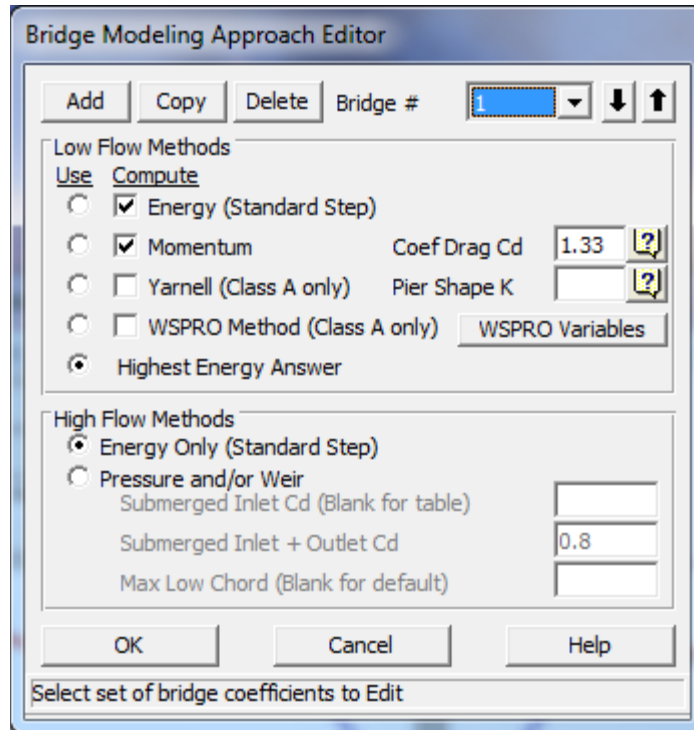 Bridge Modeling Approach Editor
Add Copy Delete Bridge # 1
Low Flow Methods
Use Compute
Energy (Standard Step)
Momentum Coef Drag Cd 1.33 ?
Yarnell (Class A only) Pier Shape K ?
WSPRO Method (Class A only) WSPRO Variables
Highest Energy Answer
High Flow Methods
Energy Only (Standard Step)
Pressure and/or Weir
Submerged Inlet Cd (Blank for table)
Submerged Inlet + Outlet Cd 0.8
Max Low Chord (Blank for default)
OK Cancel Help
Select set of bridge coefficients to Edit